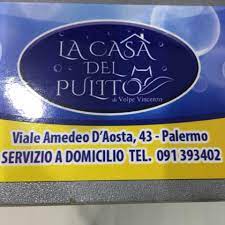 LA CASA
DEL
PULITO
di Volpe Vincenzo
Viale Amedeo D'Aosta, 43 - Palermo
SERVIZIO A DOMICILIO TEL. 091 393402